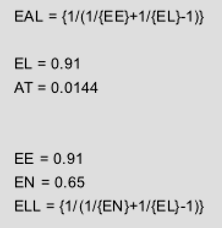 EAL = {1/(1/{EE}+1/{EL}-1)}
EL = 0.91
AT = 0.0144
EE = 0.91
EN = 0.65
ELL = {1/(1/{EN}+1/{EL}-1)}